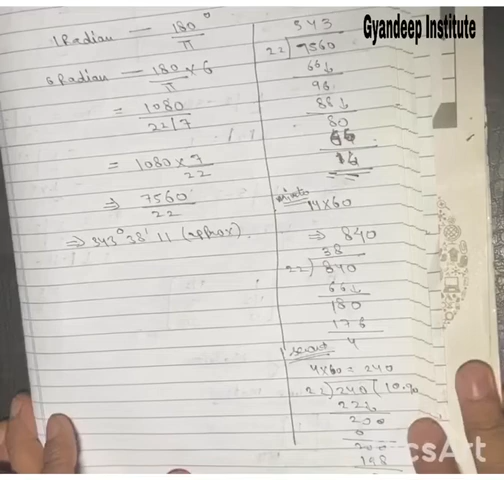 Gyandeep Institute
1 Radian — 180°/π
6 Radian — 180/π × 6
= 1080
22/7
= 1080 × 7
22
⇒ 7560
22
⇒ 343° 38' 11 (aphox).
343
22) 7560
66↓
96
88↓
80
66
14
minute
14×60
⇒ 840
38
22) 840
66↓
180
176
4
second
4×60 = 240
22) 240 (10.90
22↓
200
0
200
198
csArt